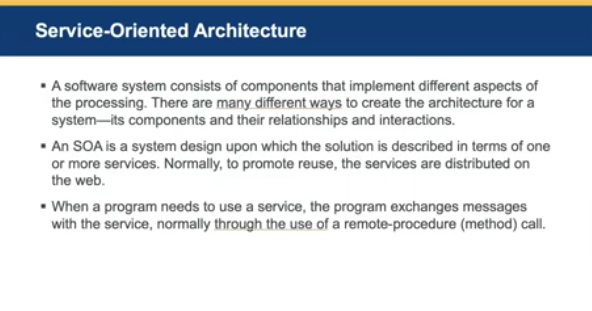 Service-Oriented Architecture
▪ A software system consists of components that implement different aspects of
the processing. There are many different ways to create the architecture for a
system—its components and their relationships and interactions.
▪ An SOA is a system design upon which the solution is described in terms of one
or more services. Normally, to promote reuse, the services are distributed on
the web.
▪ When a program needs to use a service, the program exchanges messages
with the service, normally through the use of a remote-procedure (method) call.